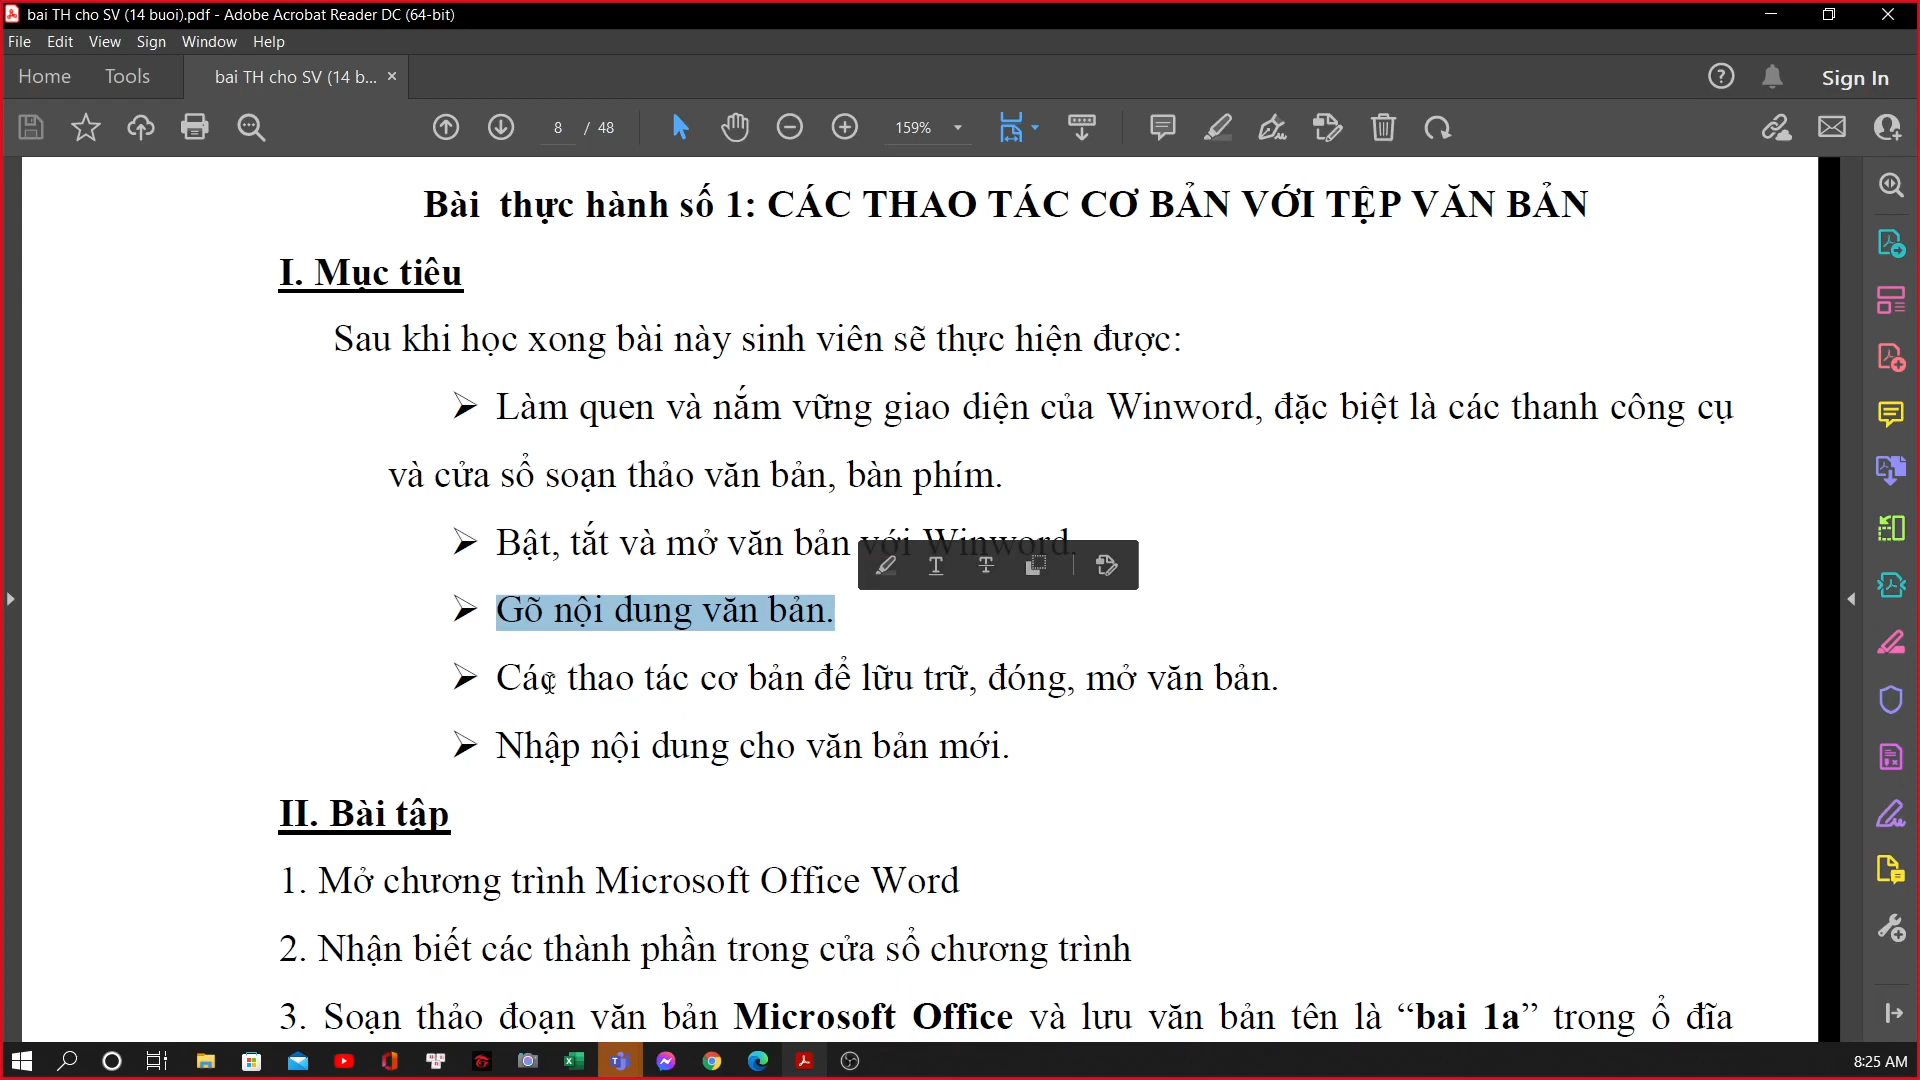 bai TH cho SV (14 buoi).pdf - Adobe Acrobat Reader DC (64-bit)
File Edit View Sign Window Help
Home Tools bai TH cho SV (14 b... × Sign In
8 / 48 159%
Bài thực hành số 1: CÁC THAO TÁC CƠ BẢN VỚI TỆP VĂN BẢN
I. Mục tiêu
Sau khi học xong bài này sinh viên sẽ thực hiện được:
➢ Làm quen và nắm vững giao diện của Winword, đặc biệt là các thanh công cụ
và cửa sổ soạn thảo văn bản, bàn phím.
➢ Bật, tắt và mở văn bản với Winword.
➢ Gõ nội dung văn bản.
➢ Các thao tác cơ bản để lữu trữ, đóng, mở văn bản.
➢ Nhập nội dung cho văn bản mới.
II. Bài tập
1. Mở chương trình Microsoft Office Word
2. Nhận biết các thành phần trong cửa sổ chương trình
3. Soạn thảo đoạn văn bản Microsoft Office và lưu văn bản tên là “bai 1a” trong ổ đĩa
8:25 AM